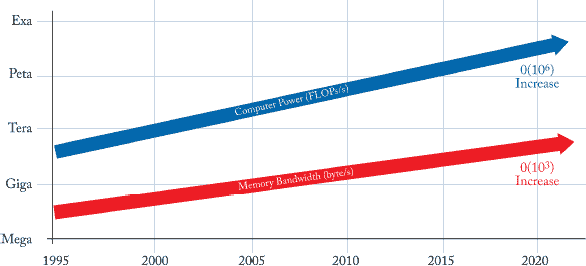 Exa
Peta
Tera
Giga
Mega
Computer Power (FLOPs/s)
0(10⁶)
Increase
Memory Bandwidth (byte/s)
0(10³)
Increase
1995 2000 2005 2010 2015 2020